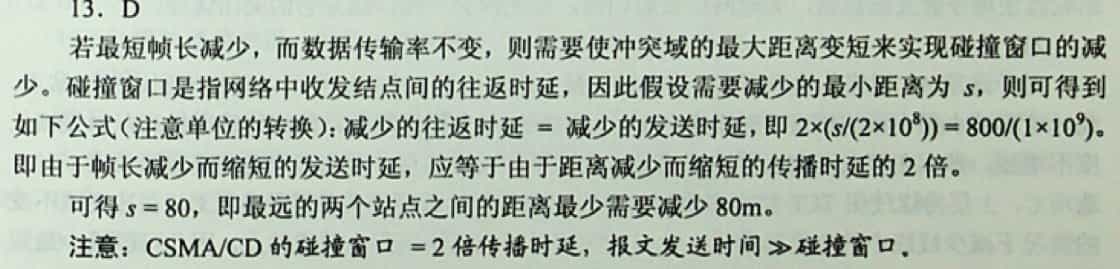 13. D
若最短帧长减少，而数据传输率不变，则需要使冲突域的最大距离变短来实现碰撞窗口的减
少。碰撞窗口是指网络中收发结点间的往返时延，因此假设需要减少的最小距离为 s，则可得到
如下公式(注意单位的转换)：减少的往返时延 = 减少的发送时延，即 2×(s/(2×10⁸)) = 800/(1×10⁹)。
即由于帧长减少而缩短的发送时延，应等于由于距离减少而缩短的传播时延的 2 倍。
可得 s = 80，即最远的两个站点之间的距离最少需要减少 80m。
注意：CSMA/CD 的碰撞窗口 = 2 倍传播时延，报文发送时间 ≫ 碰撞窗口。